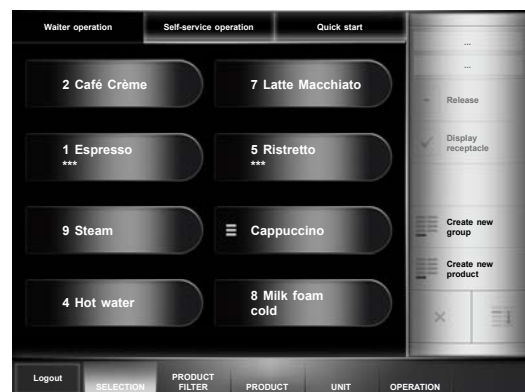 Waiter operation
Self-service operation
Quick start
2 Café Crème
7 Latte Macchiato
1 Espresso
***
5 Ristretto
***
9 Steam
Cappuccino
4 Hot water
8 Milk foam
cold
...
...
Release
Display
receptacle
Create new
group
Create new
product
Logout
SELECTION
PRODUCT
FILTER
PRODUCT
UNIT
OPERATION